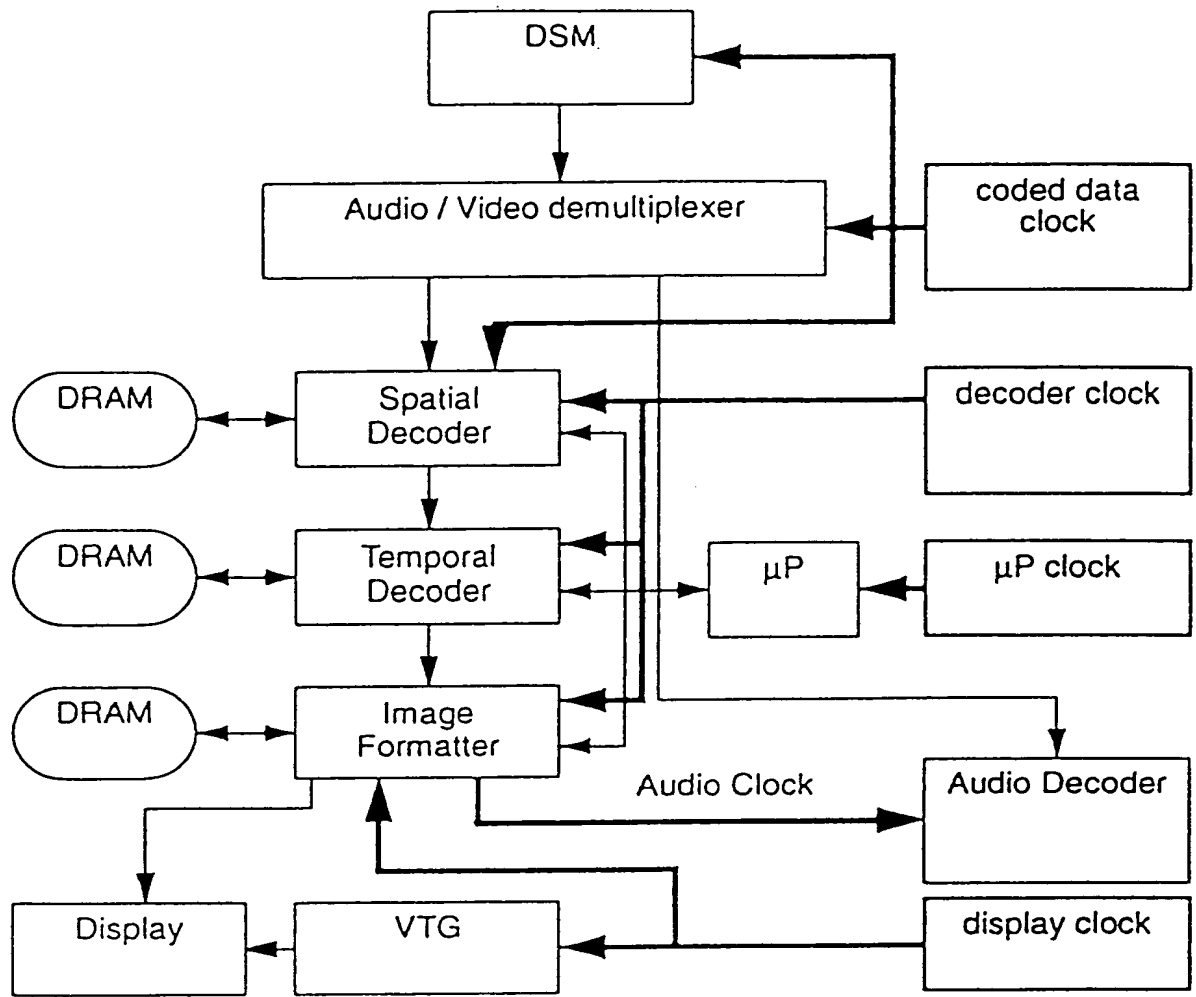 DSM
Audio / Video demultiplexer
coded data
clock
DRAM
Spatial
Decoder
decoder clock
DRAM
Temporal
Decoder
μP
μP clock
DRAM
Image
Formatter
Audio Clock
Audio Decoder
Display
VTG
display clock